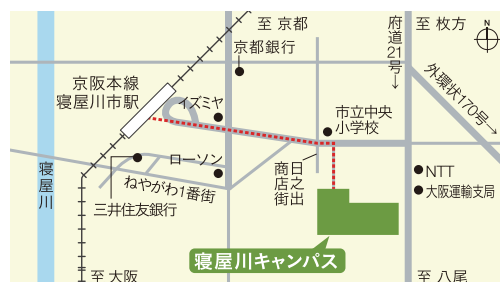 至 京都
府道21号→
至 枚方
N
京都銀行
外環状170号→
京阪本線
寝屋川市駅
イズミヤ
市立中央
小学校
ローソン
日之出
商店街
NTT
大阪運輸支局
寝屋川
ねやがわ1番街
三井住友銀行
寝屋川キャンパス
至 大阪
至 八尾